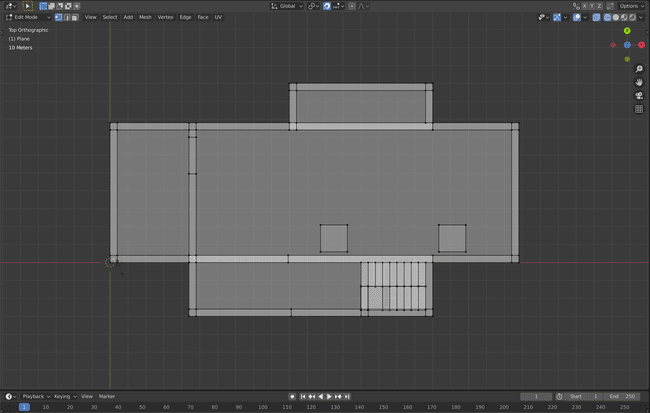 Global
X Y Z
Options
Edit Mode
View Select Add Mesh Vertex Edge Face UV
Top Orthographic
(1) Plane
10 Meters
Y
Playback Keying View Marker
1
Start 1
End 250
1 10 20 30 40 50 60 70 80 90 100 110 120 130 140 150 160 170 180 190 200 210 220 230 240 250